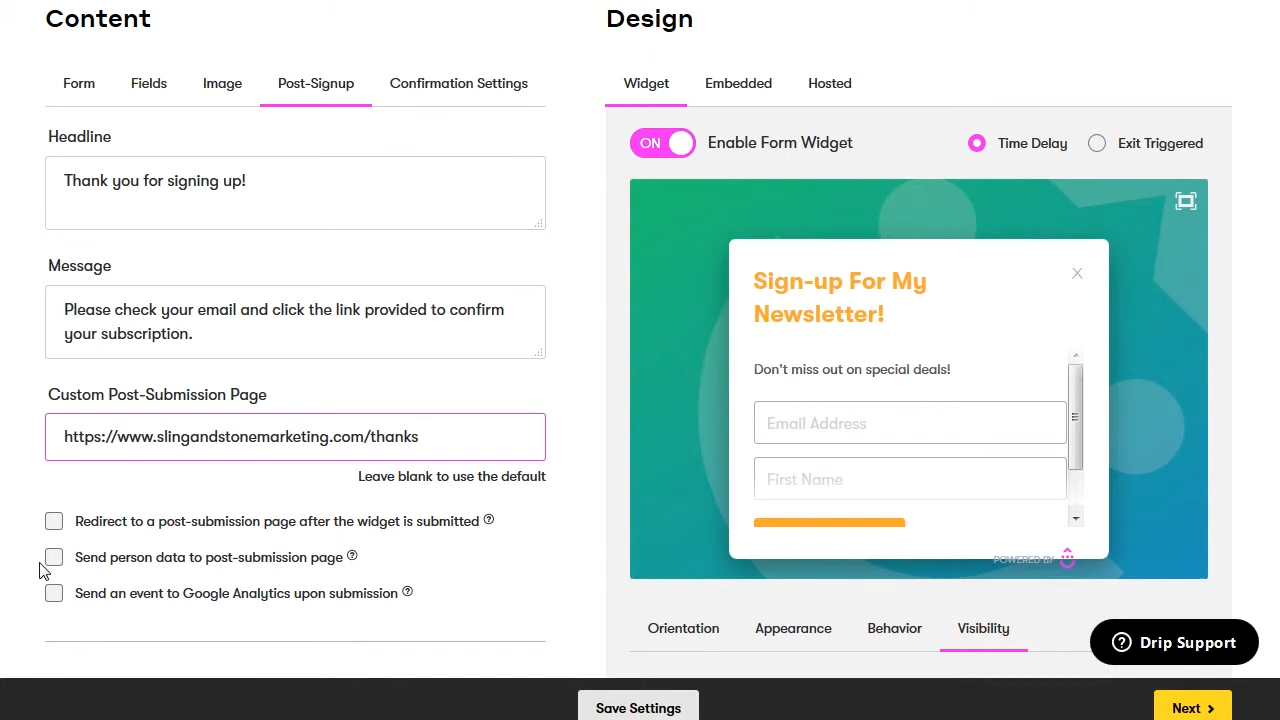 Content
Form Fields Image Post-Signup Confirmation Settings
Headline
Thank you for signing up!
Message
Please check your email and click the link provided to confirm
your subscription.
Custom Post-Submission Page
https://www.slingandstonemarketing.com/thanks
Leave blank to use the default
Redirect to a post-submission page after the widget is submitted ?
Send person data to post-submission page ?
Send an event to Google Analytics upon submission ?
Design
Widget Embedded Hosted
ON Enable Form Widget Time Delay Exit Triggered
Sign-up For My
Newsletter!
Don't miss out on special deals!
Email Address
First Name
POWERED BY
Orientation Appearance Behavior Visibility
? Drip Support
Save Settings
Next ›